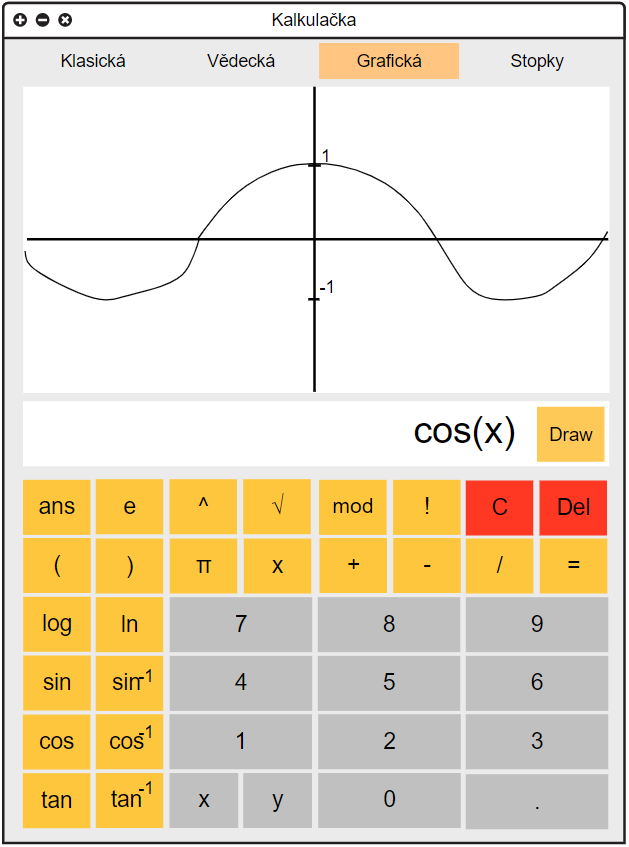 Kalkulačka
Klasická Vědecká Grafická Stopky
1
-1
cos(x) Draw
ans e ^ √ mod ! C Del
( ) π x + - / =
log ln 7 8 9
sin sin-1 4 5 6
cos cos-1 1 2 3
tan tan-1 x y 0 .